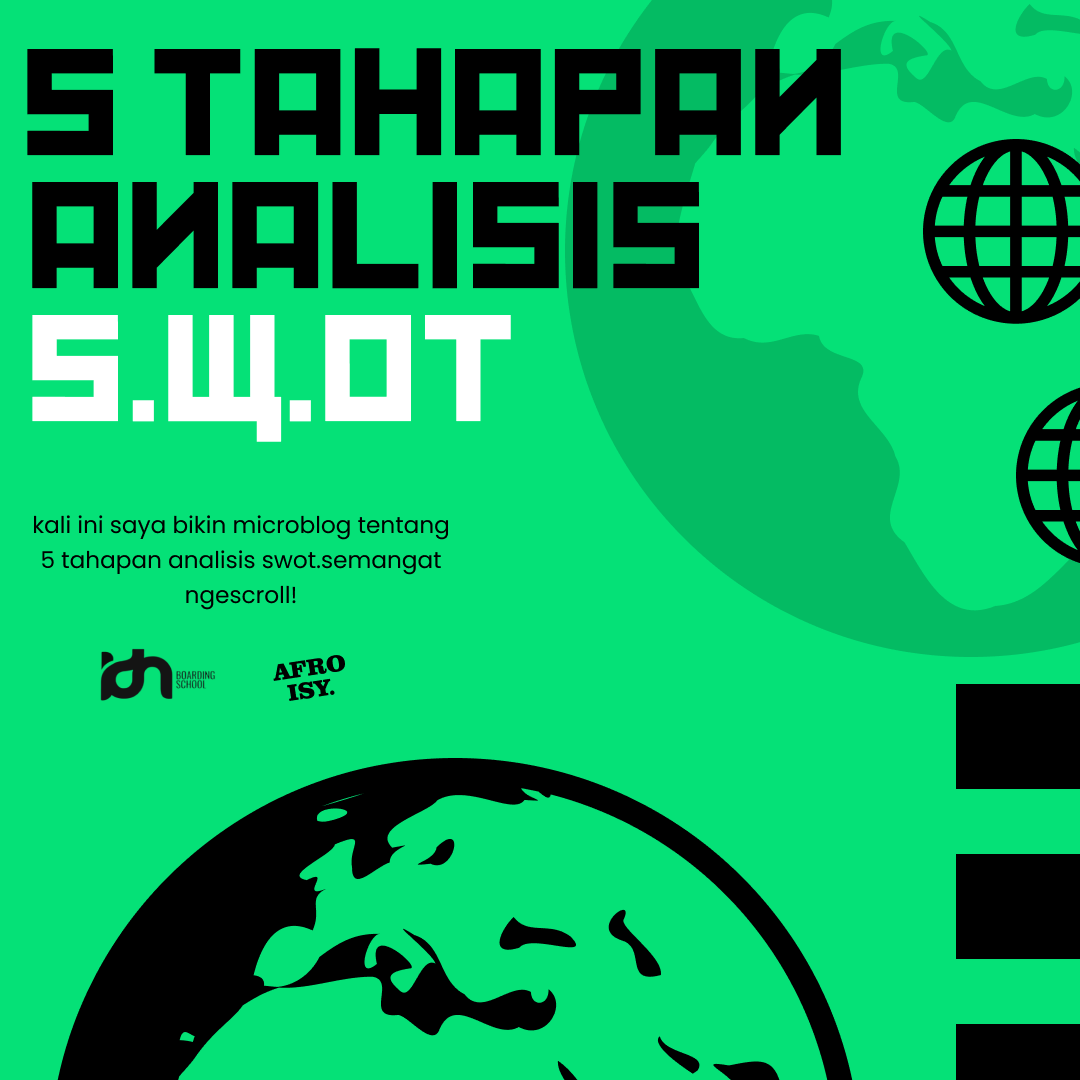 5 TAHAPAN
ANALISIS
S.Щ.OT
kali ini saya bikin microblog tentang
5 tahapan analisis swot.semangat
ngescroll!
BOARDING
SCHOOL
AFRO
ISY.